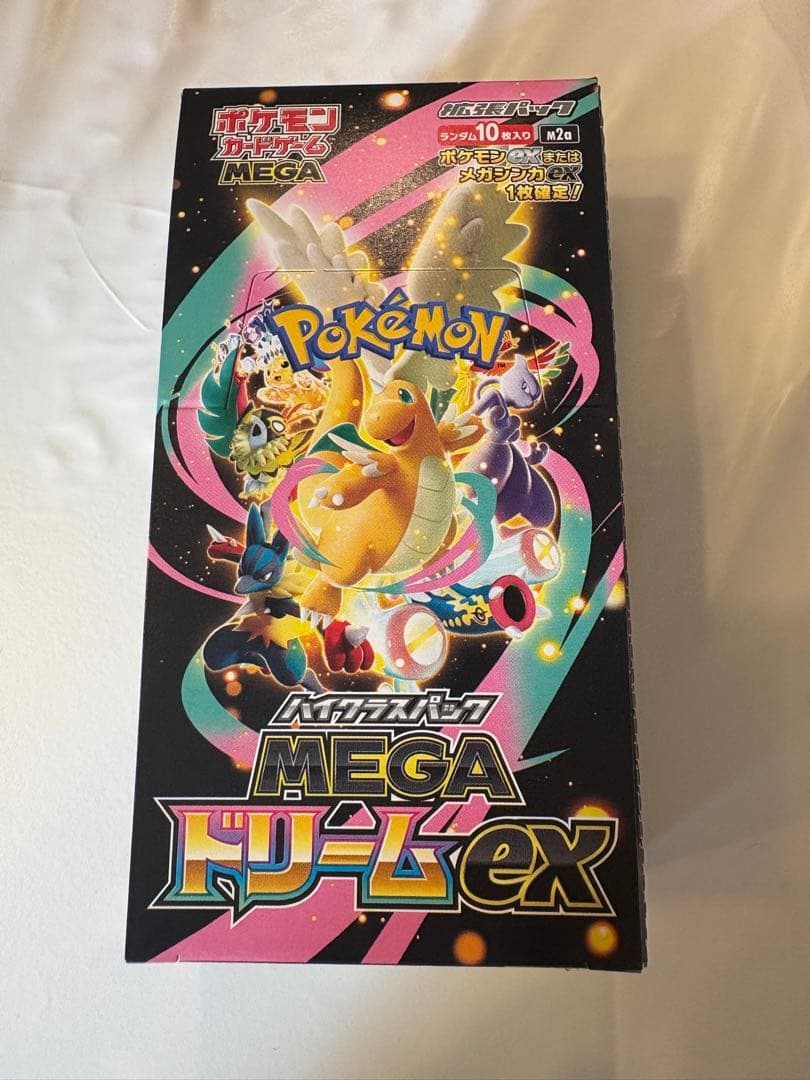 ポケモン
カードゲーム
MEGA
拡張パック
ランダム10枚入り M2a
ポケモンexまたは
メガシンカex
1枚確定!
POKÉMON
TM
ハイクラスパック
MEGA
ドリームex